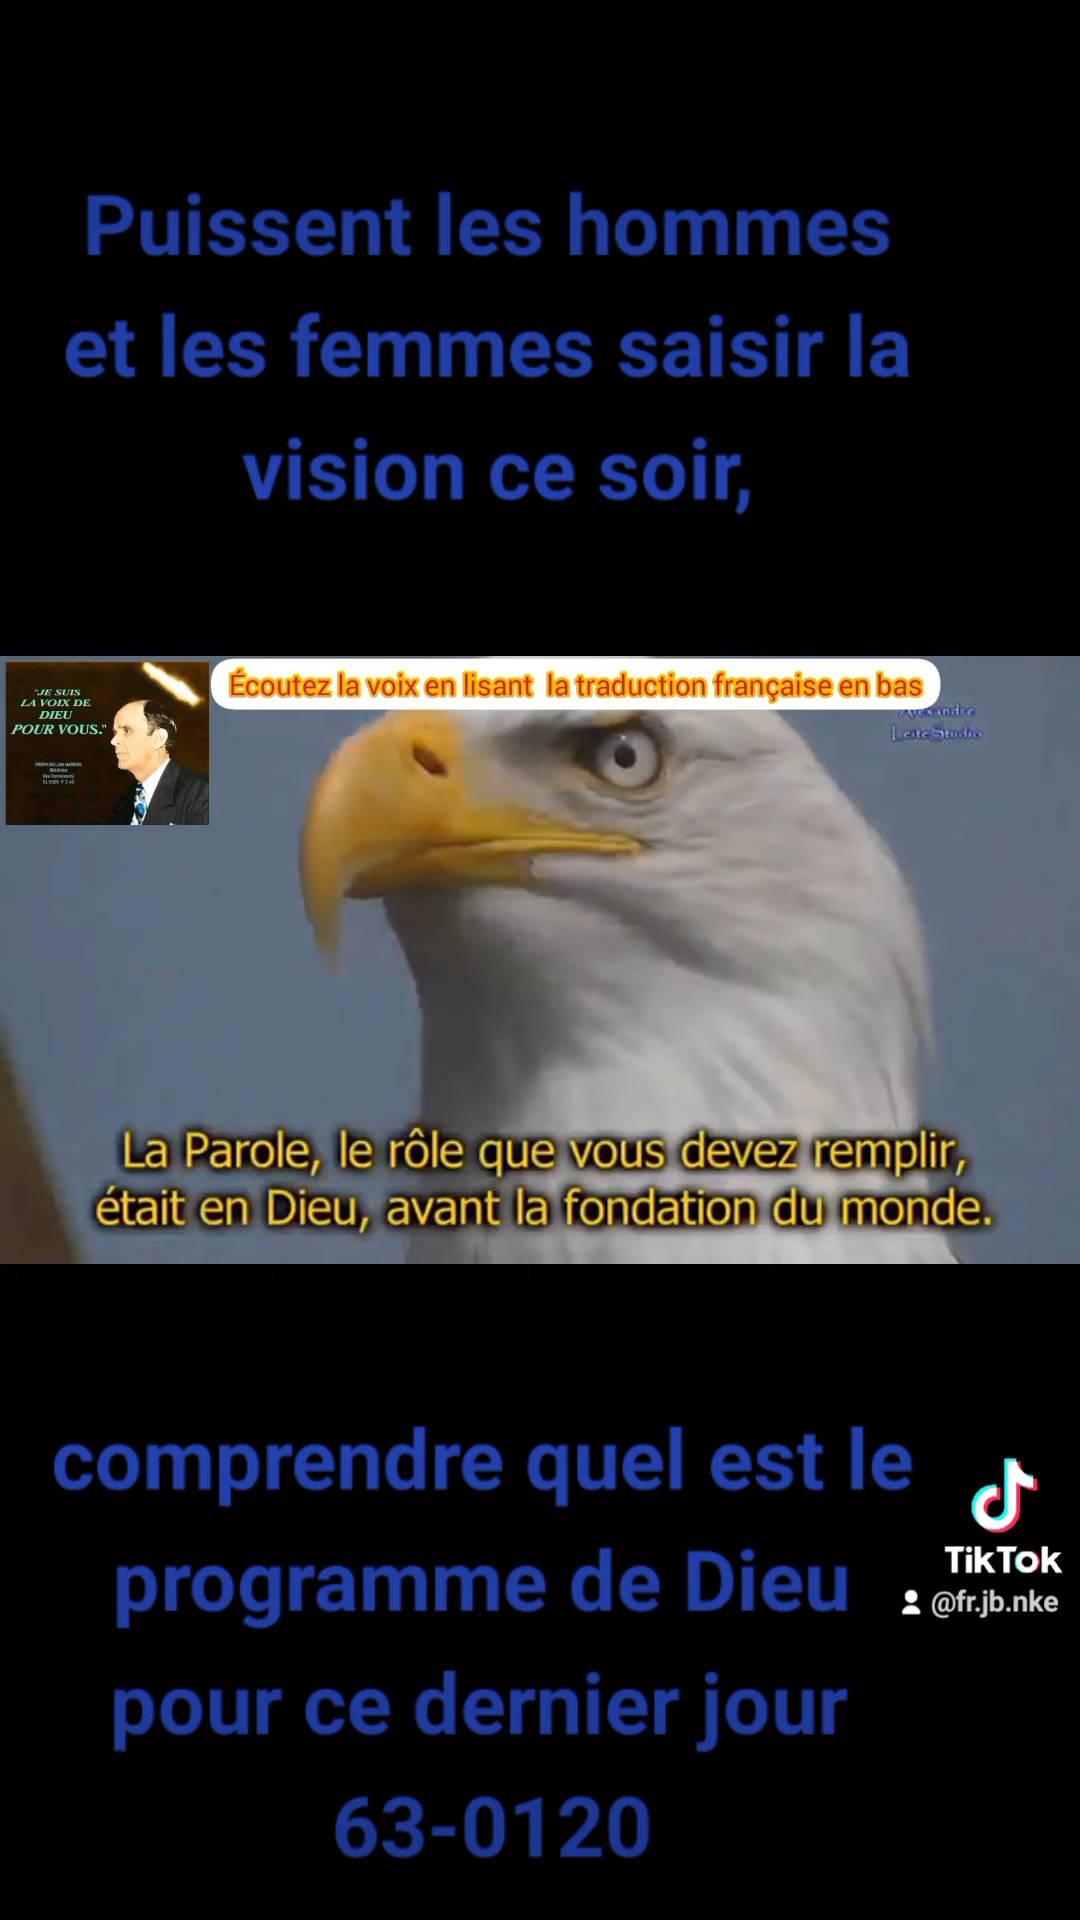 Puissent les hommes
et les femmes saisir la
vision ce soir,
Écoutez la voix en lisant la traduction française en bas
"JE SUIS
LA VOIX DE
DIEU
POUR VOUS."
Alexandre
LeiteStudio
La Parole, le rôle que vous devez remplir,
était en Dieu, avant la fondation du monde.
comprendre quel est le
programme de Dieu
pour ce dernier jour
63-0120
TikTok
@fr.jb.nke